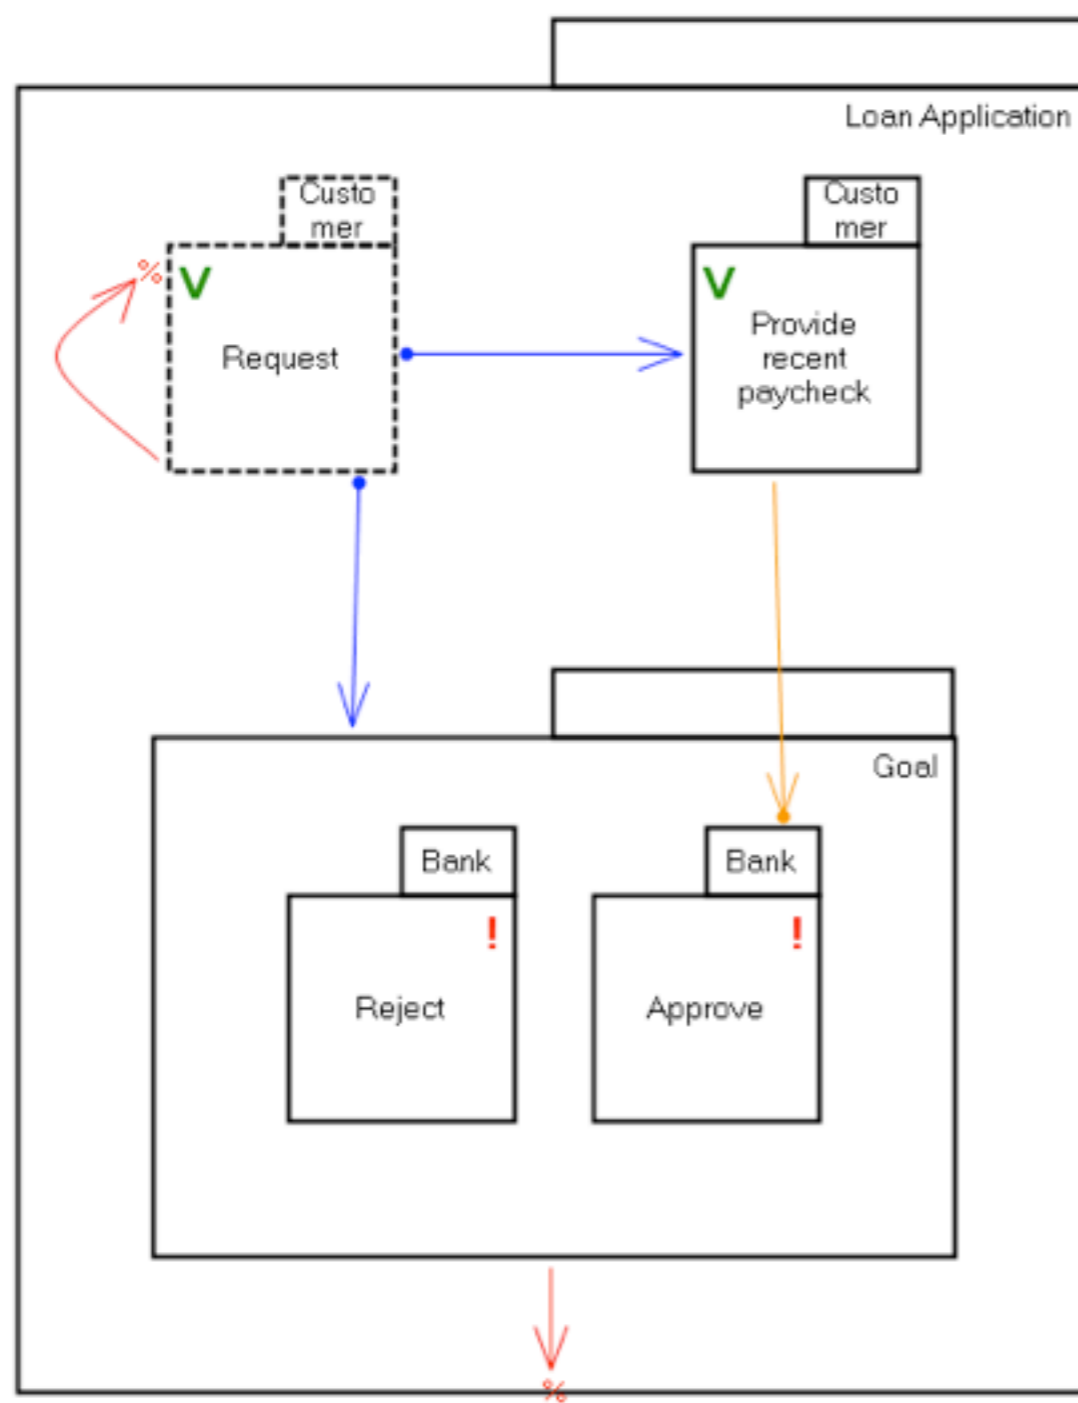 Loan Application
Custo
mer
Custo
mer
%
V
V
Request
Provide
recent
paycheck
Goal
Bank
Bank
!
!
Reject
Approve
%